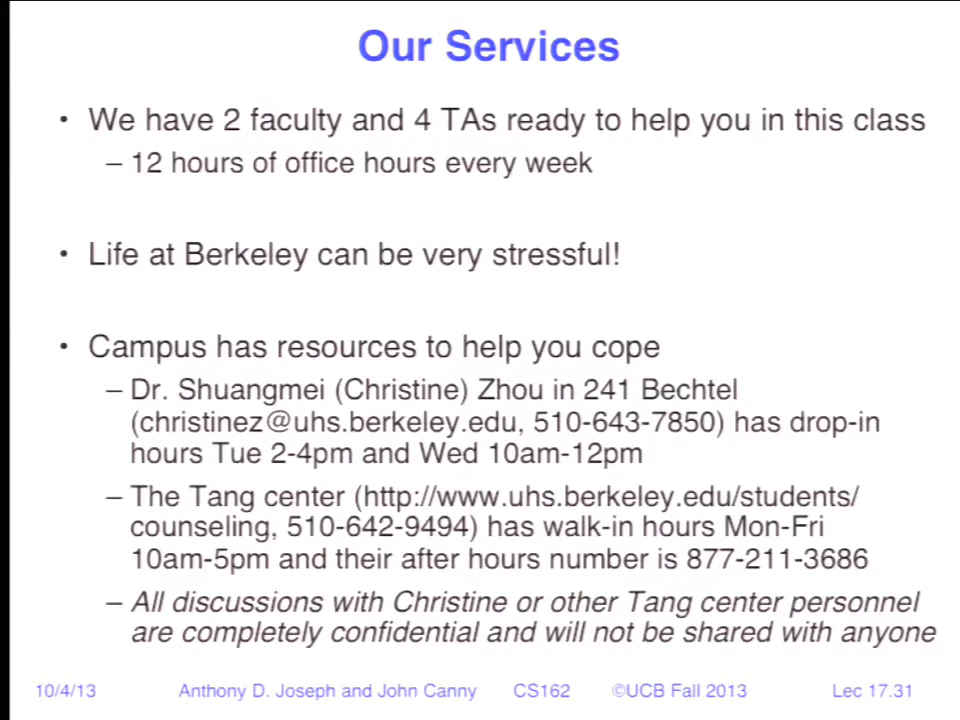 Our Services
• We have 2 faculty and 4 TAs ready to help you in this class
– 12 hours of office hours every week
• Life at Berkeley can be very stressful!
• Campus has resources to help you cope
– Dr. Shuangmei (Christine) Zhou in 241 Bechtel
(christinez@uhs.berkeley.edu, 510-643-7850) has drop-in
hours Tue 2-4pm and Wed 10am-12pm
– The Tang center (http://www.uhs.berkeley.edu/students/
counseling, 510-642-9494) has walk-in hours Mon-Fri
10am-5pm and their after hours number is 877-211-3686
– All discussions with Christine or other Tang center personnel
are completely confidential and will not be shared with anyone
10/4/13 Anthony D. Joseph and John Canny CS162 ©UCB Fall 2013 Lec 17.31